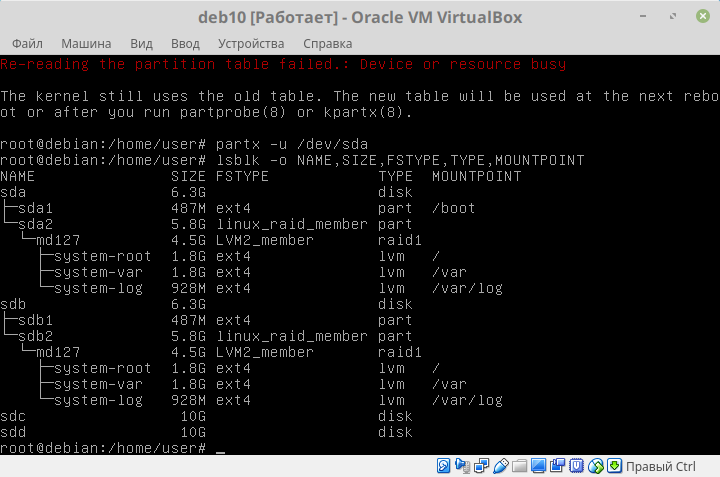 deb10 [Работает] - Oracle VM VirtualBox
Файл Машина Вид Ввод Устройства Справка
Re-reading the partition table failed.: Device or resource busy
The kernel still uses the old table. The new table will be used at the next rebo
ot or after you run partprobe(8) or kpartx(8).
root@debian:/home/user# partx -u /dev/sda
root@debian:/home/user# lsblk -o NAME,SIZE,FSTYPE,TYPE,MOUNTPOINT
NAME SIZE FSTYPE TYPE MOUNTPOINT
sda 6.3G disk
├─sda1 487M ext4 part /boot
└─sda2 5.8G linux_raid_member part
└─md127 4.5G LVM2_member raid1
├─system-root 1.8G ext4 lvm /
├─system-var 1.8G ext4 lvm /var
└─system-log 928M ext4 lvm /var/log
sdb 6.3G disk
├─sdb1 487M ext4 part
└─sdb2 5.8G linux_raid_member part
└─md127 4.5G LVM2_member raid1
├─system-root 1.8G ext4 lvm /
├─system-var 1.8G ext4 lvm /var
└─system-log 928M ext4 lvm /var/log
sdc 10G disk
sdd 10G disk
root@debian:/home/user# _
Правый Ctrl